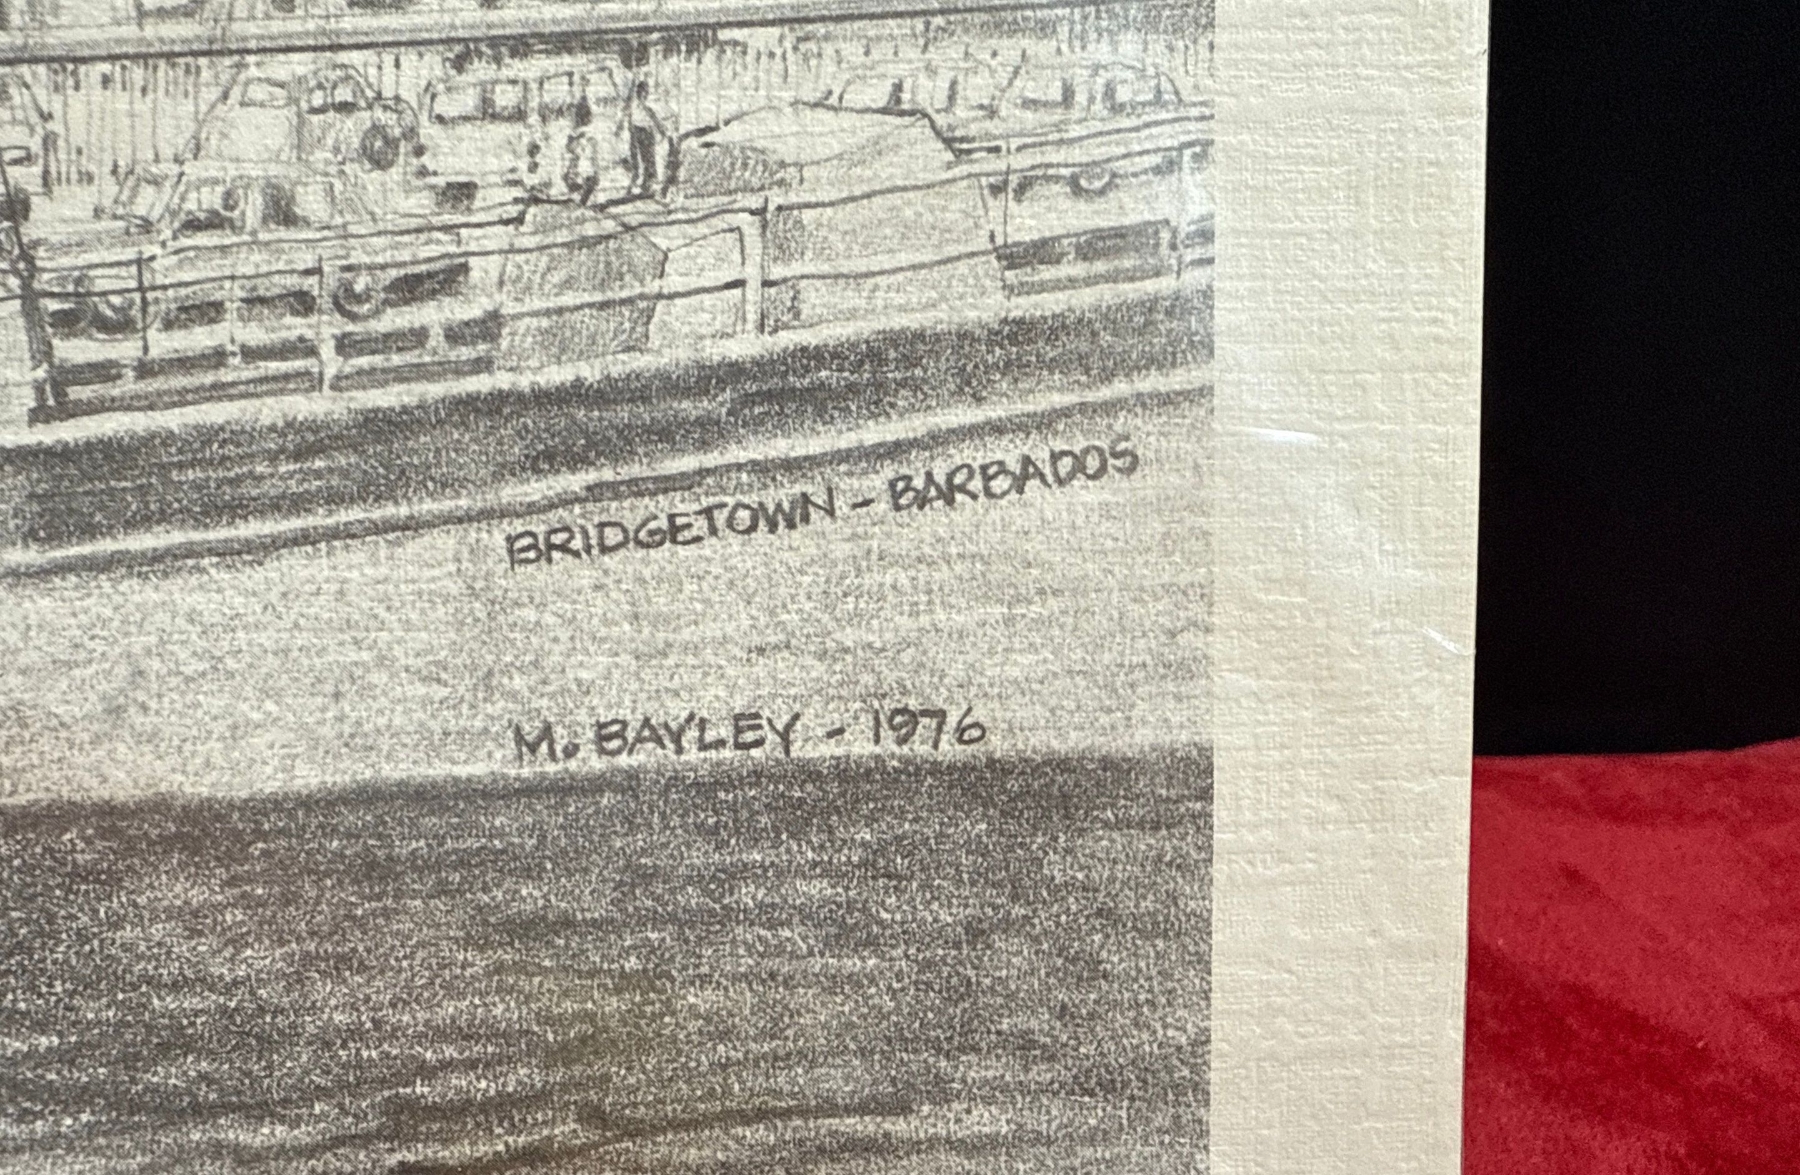 BRIDGETOWN - BARBADOS
M. BAYLEY - 1976